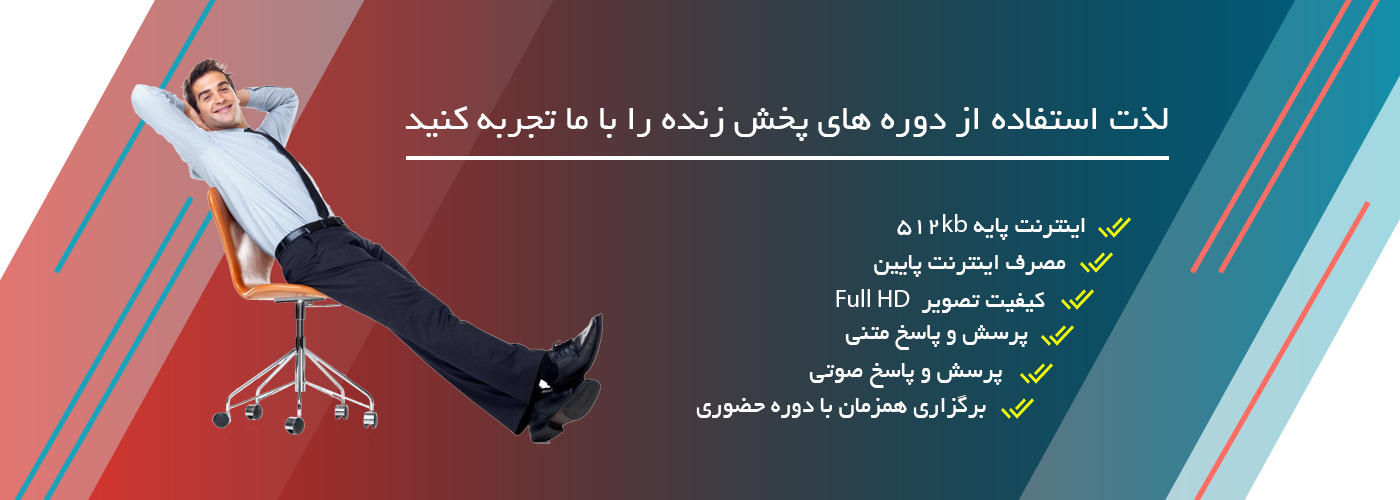 لذت استفاده از دوره های پخش زنده را با ما تجربه کنید
اینترنت پایه ۵۱۲kb
مصرف اینترنت پایین
کیفیت تصویر Full HD
پرسش و پاسخ متنی
پرسش و پاسخ صوتی
برگزاری همزمان با دوره حضوری